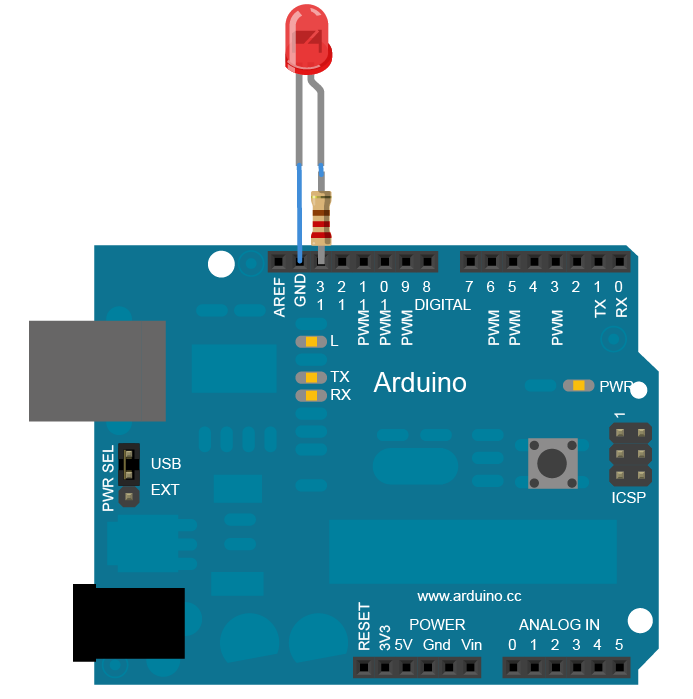 AREF
GND
13
12
PWM 11
PWM 10
PWM 9
8
DIGITAL
7
PWM 6
PWM 5
4
PWM 3
2
TX 1
RX 0
L
TX
RX
Arduino
PWR
1
ICSP
PWR SEL
USB
EXT
www.arduino.cc
POWER
RESET
3V3
5V Gnd Vin
ANALOG IN
0 1 2 3 4 5